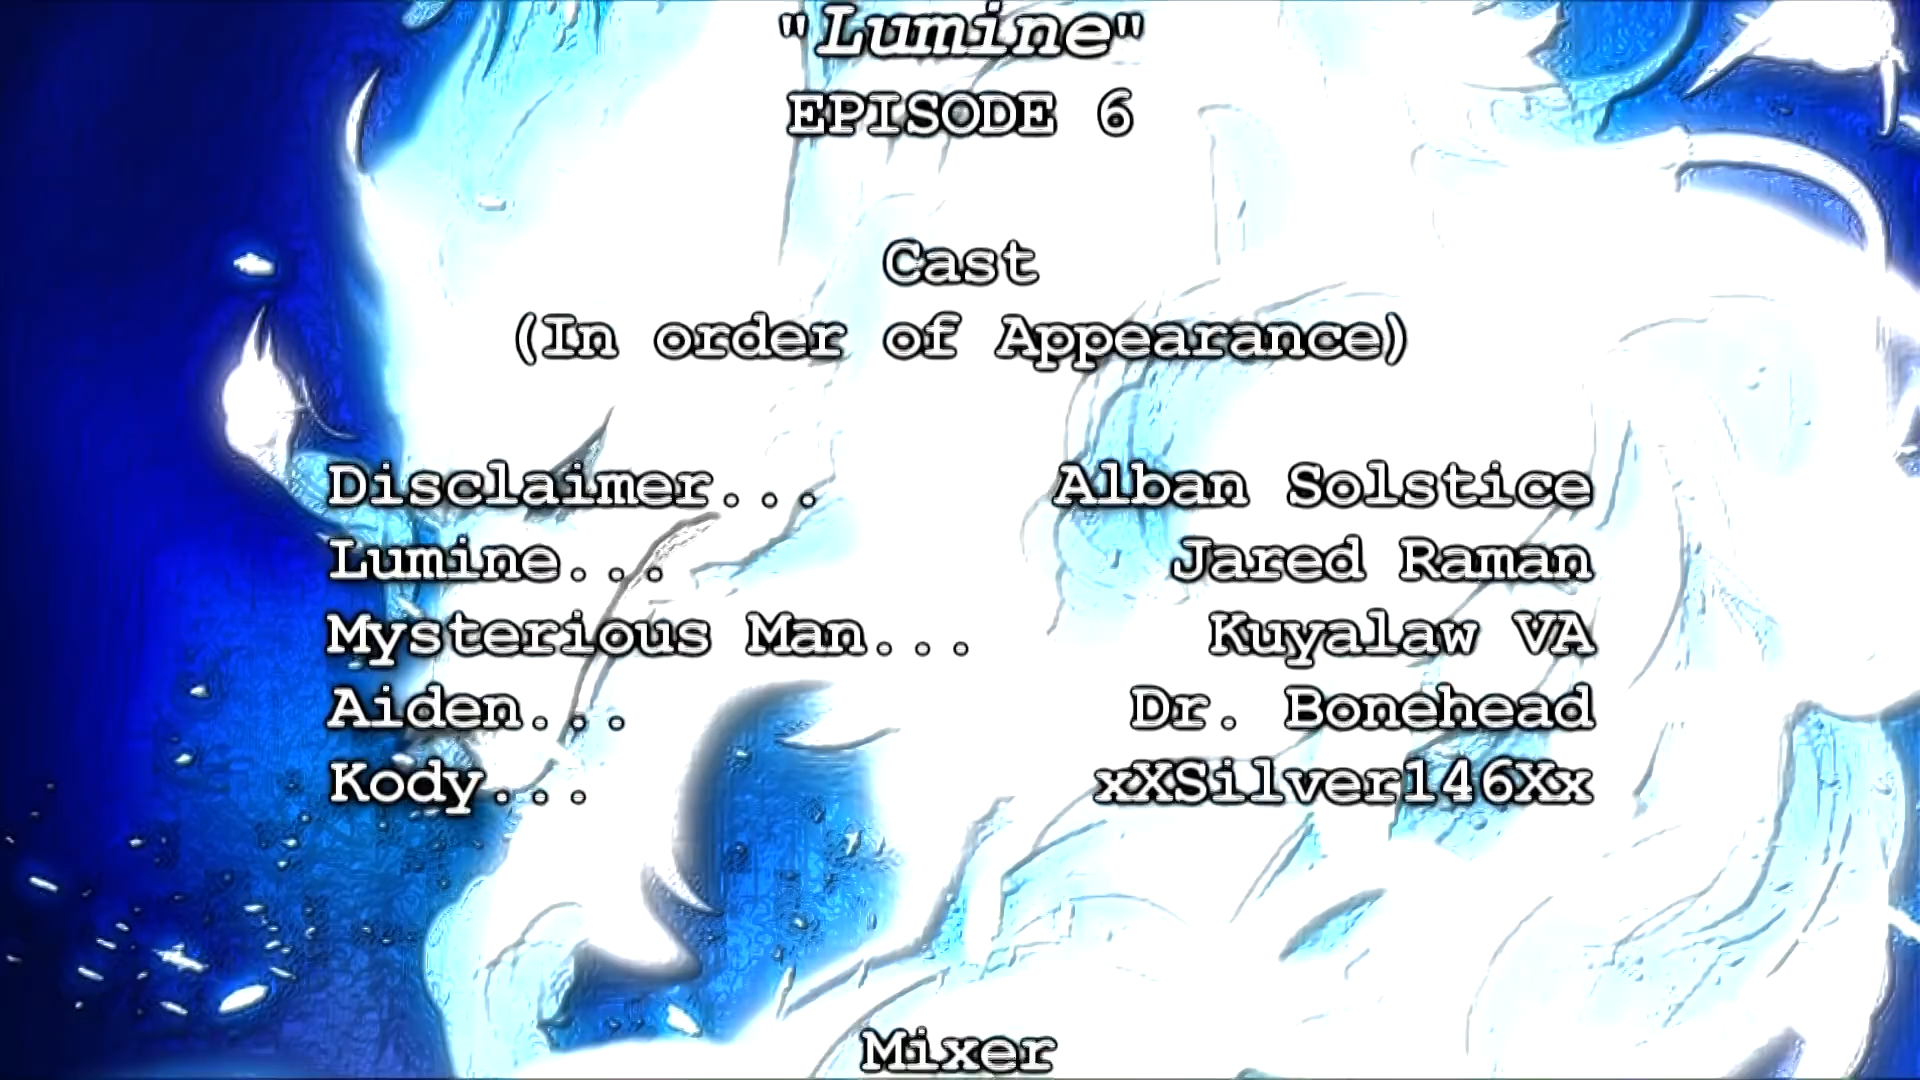 "Lumine"
EPISODE 6
Cast
(In order of Appearance)
Disclaimer... Alban Solstice
Lumine... Jared Raman
Mysterious Man... Kuyalaw VA
Aiden... Dr. Bonehead
Kody... xXSilver146Xx
Mixer